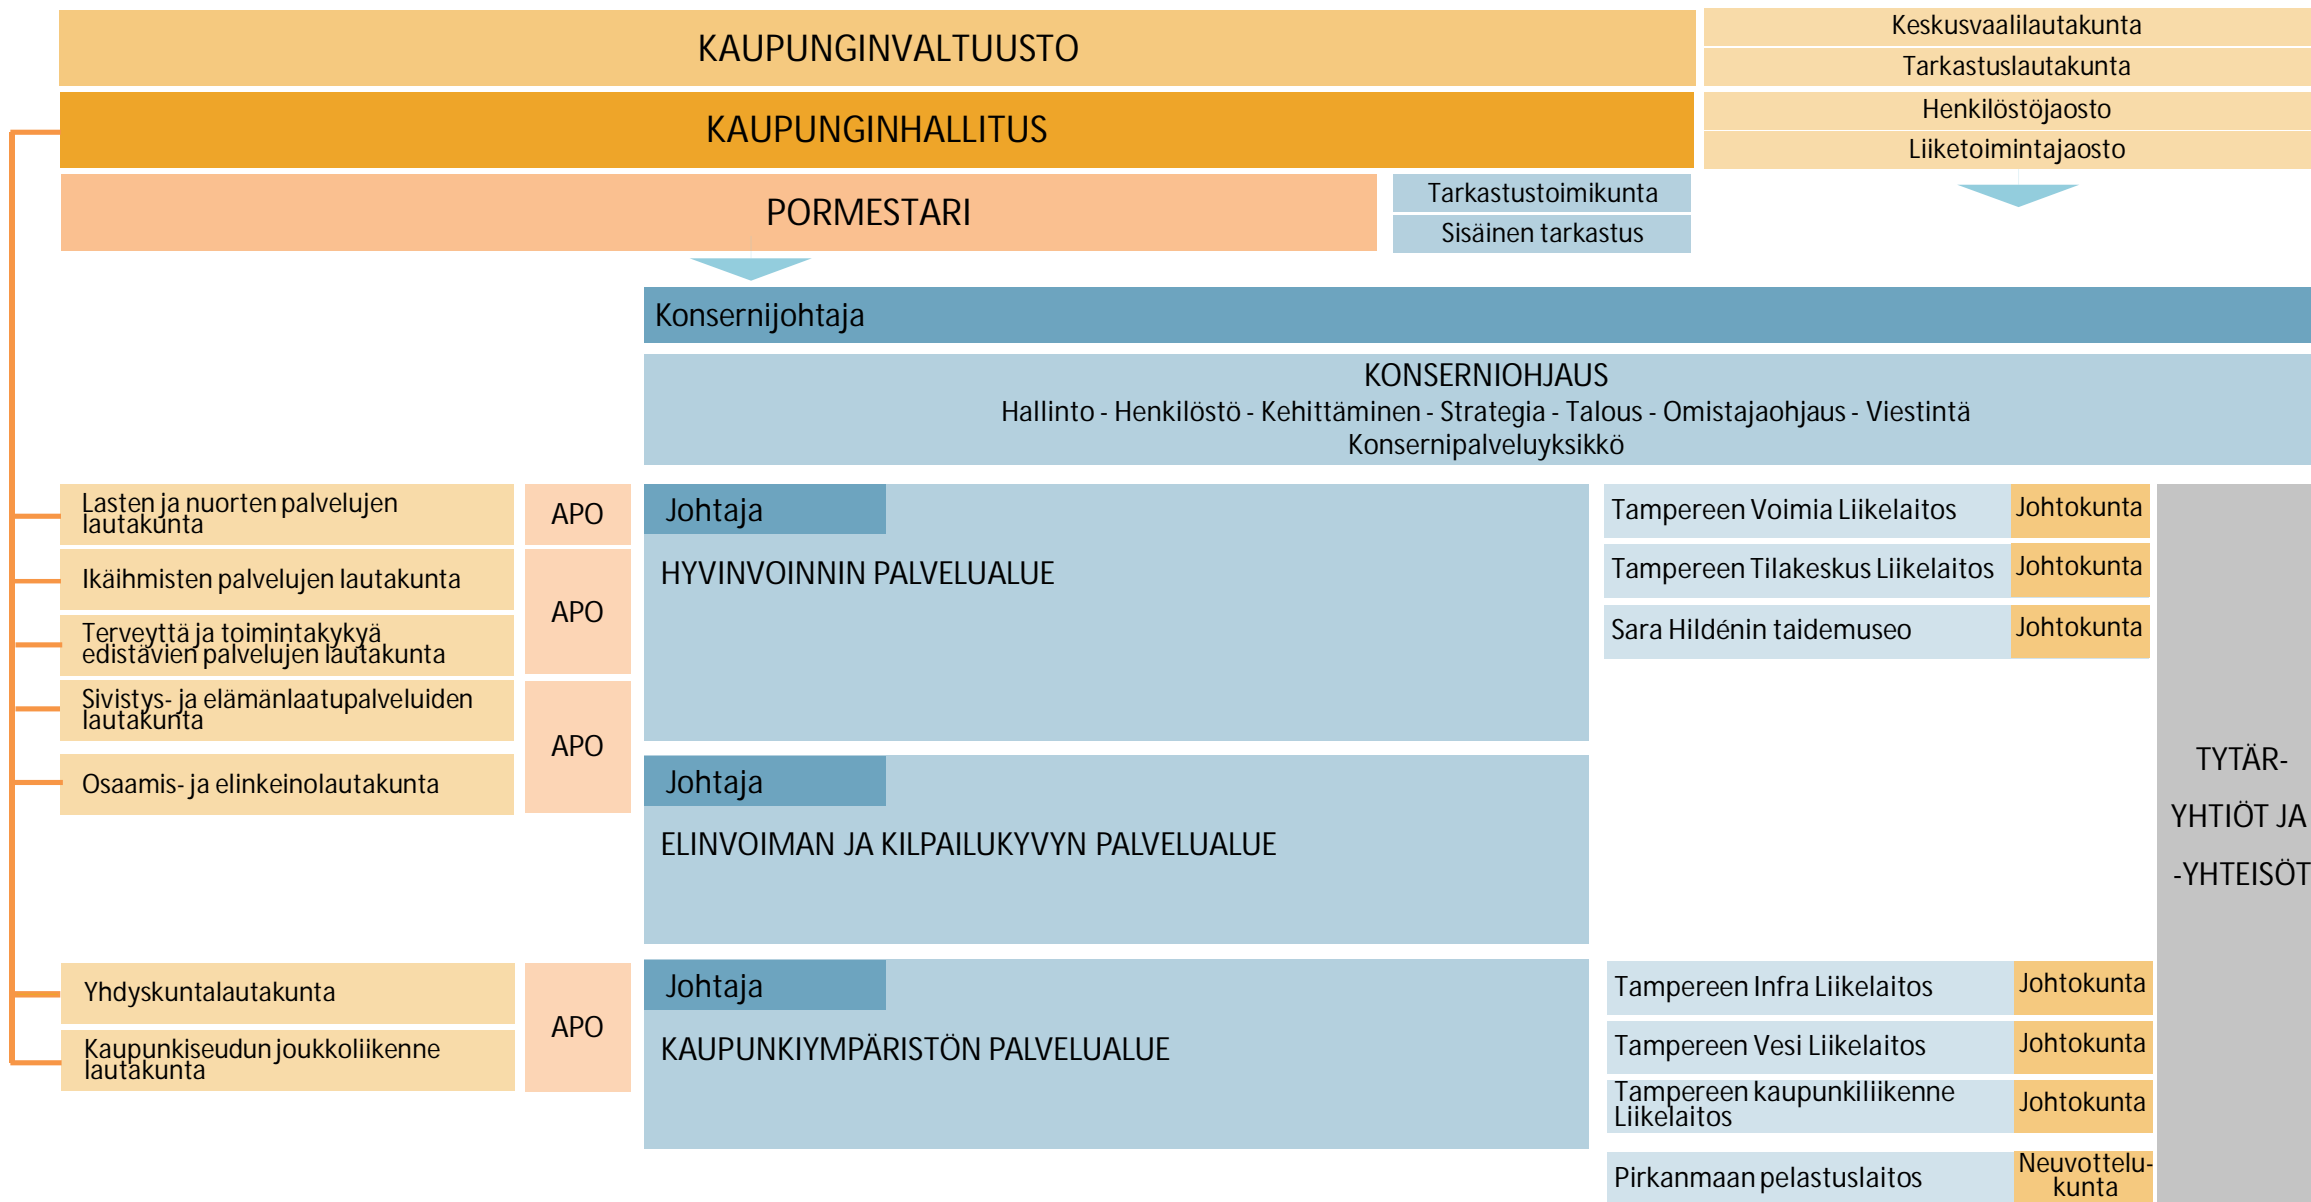 KAUPUNGINVALTUUSTO
Keskusvaalilautakunta
Tarkastuslautakunta
KAUPUNGINHALLITUS
Henkilöstöjaosto
Liiketoimintajaosto
PORMESTARI
Tarkastustoimikunta
Sisäinen tarkastus
Konsernijohtaja
KONSERNIOHJAUS
Hallinto - Henkilöstö - Kehittäminen - Strategia - Talous - Omistajaohjaus - Viestintä
Konsernipalveluyksikkö
Lasten ja nuorten palvelujen
lautakunta
APO
Ikäihmisten palvelujen lautakunta
Terveyttä ja toimintakykyä
edistävien palvelujen lautakunta
APO
Sivistys- ja elämänlaatupalveluiden
lautakunta
Osaamis- ja elinkeinolautakunta
APO
Yhdyskuntalautakunta
Kaupunkiseudun joukkoliikenne
lautakunta
APO
Johtaja
HYVINVOINNIN PALVELUALUE
Johtaja
ELINVOIMAN JA KILPAILUKYVYN PALVELUALUE
Johtaja
KAUPUNKIYMPÄRISTÖN PALVELUALUE
Tampereen Voimia Liikelaitos
Johtokunta
Tampereen Tilakeskus Liikelaitos
Johtokunta
Sara Hildénin taidemuseo
Johtokunta
Tampereen Infra Liikelaitos
Johtokunta
Tampereen Vesi Liikelaitos
Johtokunta
Tampereen kaupunkiliikenne
Liikelaitos
Johtokunta
Pirkanmaan pelastuslaitos
Neuvottelu-
kunta
TYTÄR-
YHTIÖT JA
-YHTEISÖT